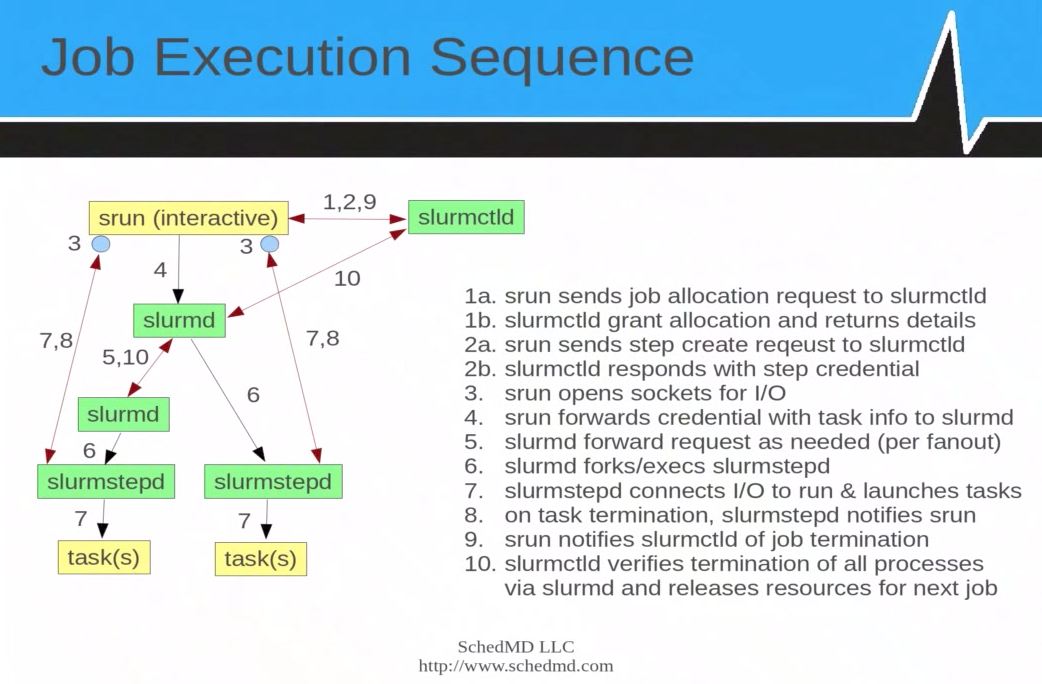 Job Execution Sequence
srun (interactive)
1,2,9
slurmctld
3
3
4
10
slurmd
7,8
5,10
7,8
6
slurmd
6
slurmstepd
slurmstepd
7
7
task(s)
task(s)
1a. srun sends job allocation request to slurmctld
1b. slurmctld grant allocation and returns details
2a. srun sends step create reqeust to slurmctld
2b. slurmctld responds with step credential
3. srun opens sockets for I/O
4. srun forwards credential with task info to slurmd
5. slurmd forward request as needed (per fanout)
6. slurmd forks/execs slurmstepd
7. slurmstepd connects I/O to run & launches tasks
8. on task termination, slurmstepd notifies srun
9. srun notifies slurmctld of job termination
10. slurmctld verifies termination of all processes
via slurmd and releases resources for next job
SchedMD LLC
http://www.schedmd.com